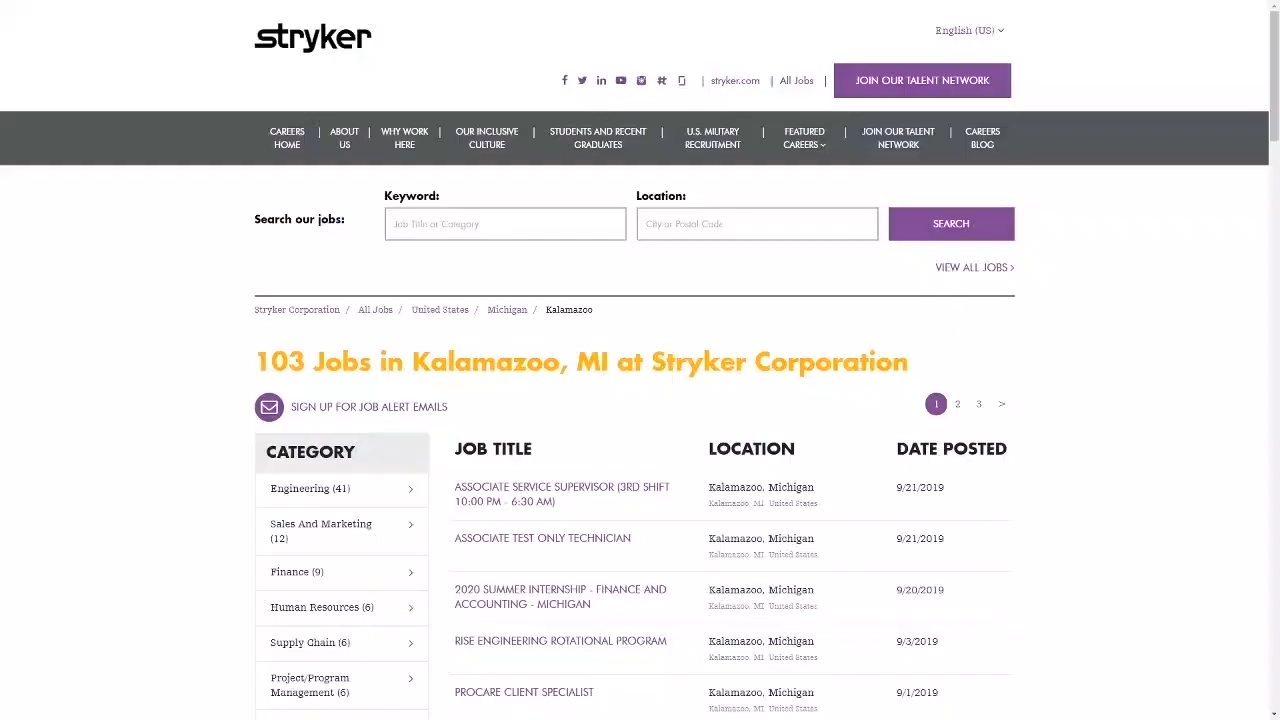 stryker
English (US)
stryker.com | All Jobs | JOIN OUR TALENT NETWORK
CAREERS HOME | ABOUT US | WHY WORK HERE | OUR INCLUSIVE CULTURE | STUDENTS AND RECENT GRADUATES | U.S. MILITARY RECRUITMENT | FEATURED CAREERS | JOIN OUR TALENT NETWORK | CAREERS BLOG
Keyword: Location:
Search our jobs: Job Title or Category City or Postal Code SEARCH
VIEW ALL JOBS >
Stryker Corporation / All Jobs / United States / Michigan / Kalamazoo
103 Jobs in Kalamazoo, MI at Stryker Corporation
SIGN UP FOR JOB ALERT EMAILS 1 2 3 >
CATEGORY
Engineering (41)
Sales And Marketing
(12)
Finance (9)
Human Resources (6)
Supply Chain (6)
Project/Program
Management (6)
JOB TITLE LOCATION DATE POSTED
ASSOCIATE SERVICE SUPERVISOR (3RD SHIFT Kalamazoo, Michigan 9/21/2019
10:00 PM - 6:30 AM) Kalamazoo, MI United States
ASSOCIATE TEST ONLY TECHNICIAN Kalamazoo, Michigan 9/21/2019
Kalamazoo, MI United States
2020 SUMMER INTERNSHIP - FINANCE AND Kalamazoo, Michigan 9/20/2019
ACCOUNTING - MICHIGAN Kalamazoo, MI United States
RISE ENGINEERING ROTATIONAL PROGRAM Kalamazoo, Michigan 9/3/2019
Kalamazoo, MI United States
PROCARE CLIENT SPECIALIST Kalamazoo, Michigan 9/1/2019
Kalamazoo, MI United States